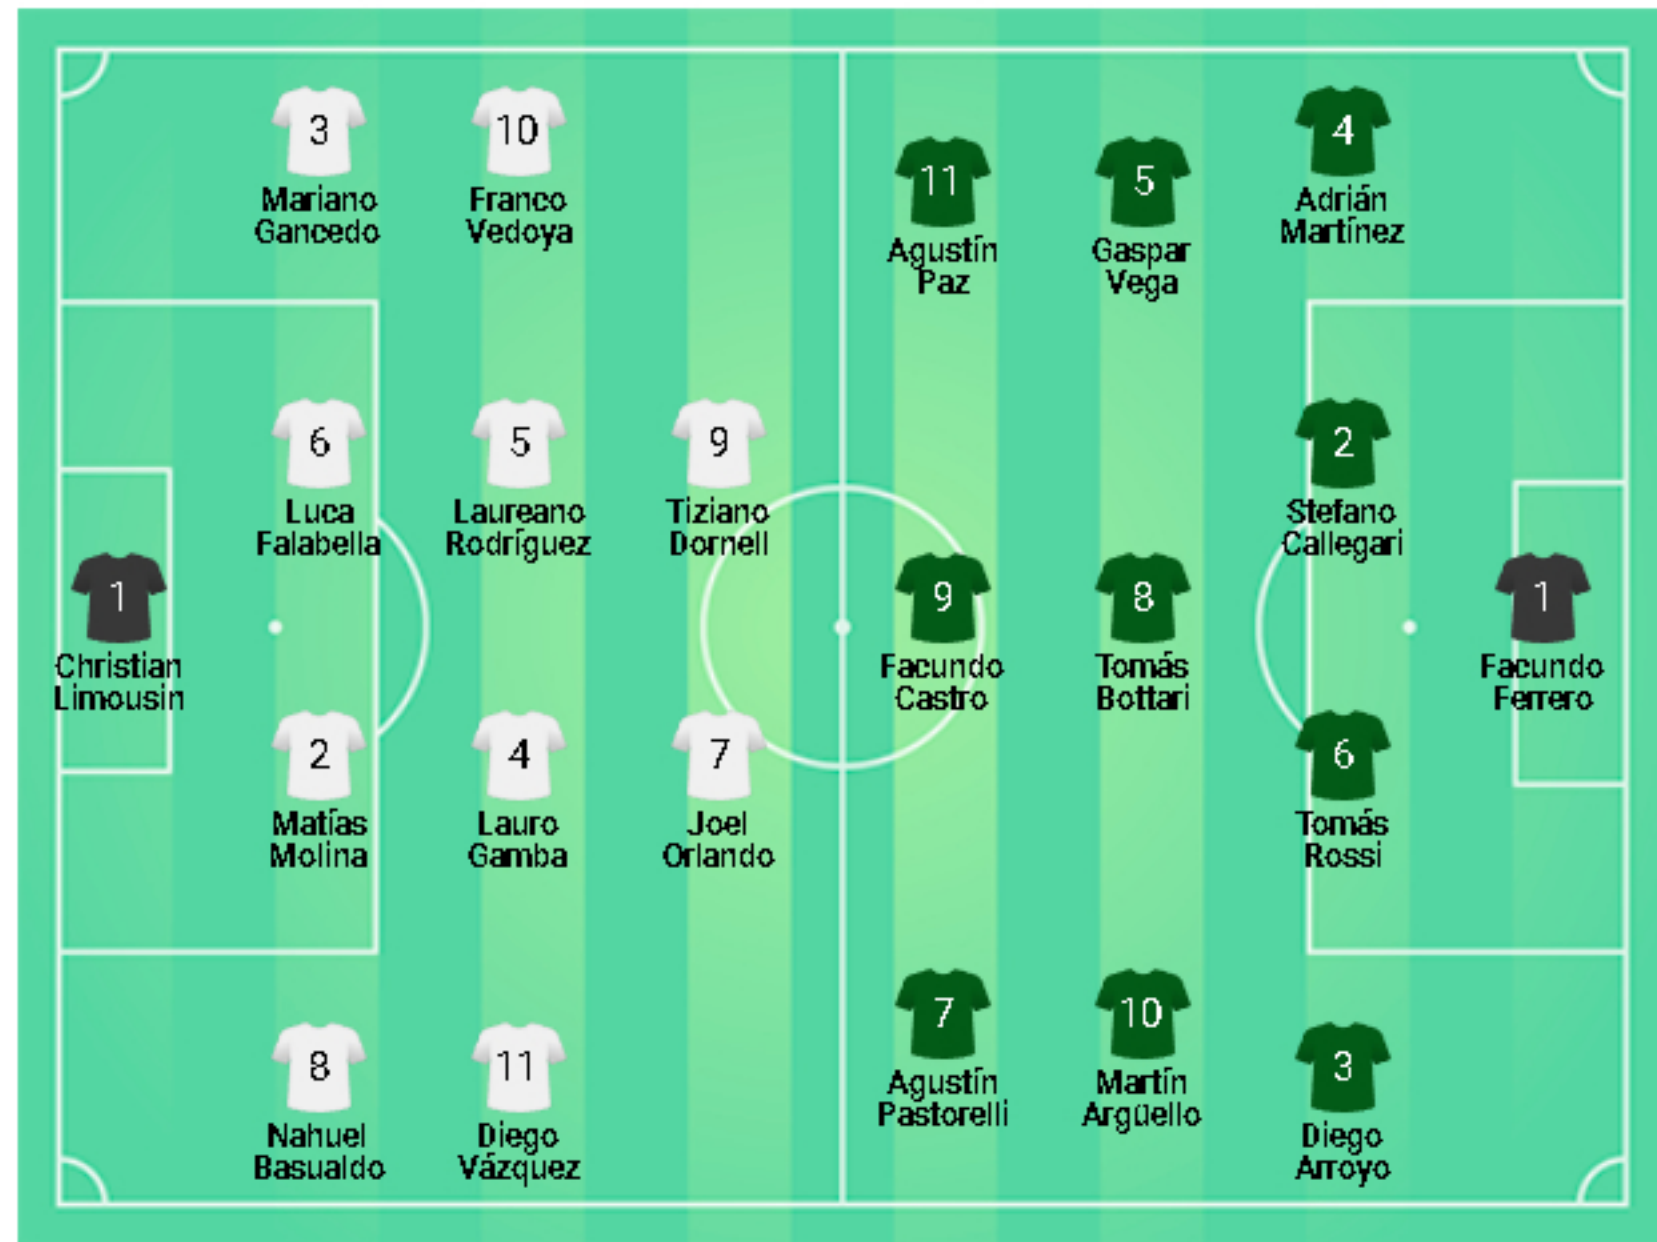 3
Mariano
Gancedo
10
Franco
Vedoya
6
Luca
Falabella
5
Laureano
Rodríguez
9
Tiziano
Dornell
1
Christian
Limousin
2
Matías
Molina
4
Lauro
Gamba
7
Joel
Orlando
8
Nahuel
Basualdo
11
Diego
Vázquez
11
Agustín
Paz
5
Gaspar
Vega
4
Adrián
Martínez
2
Stefano
Callegari
9
Facundo
Castro
8
Tomás
Bottari
1
Facundo
Ferrero
6
Tomás
Rossi
7
Agustín
Pastorelli
10
Martín
Argüello
3
Diego
Arroyo